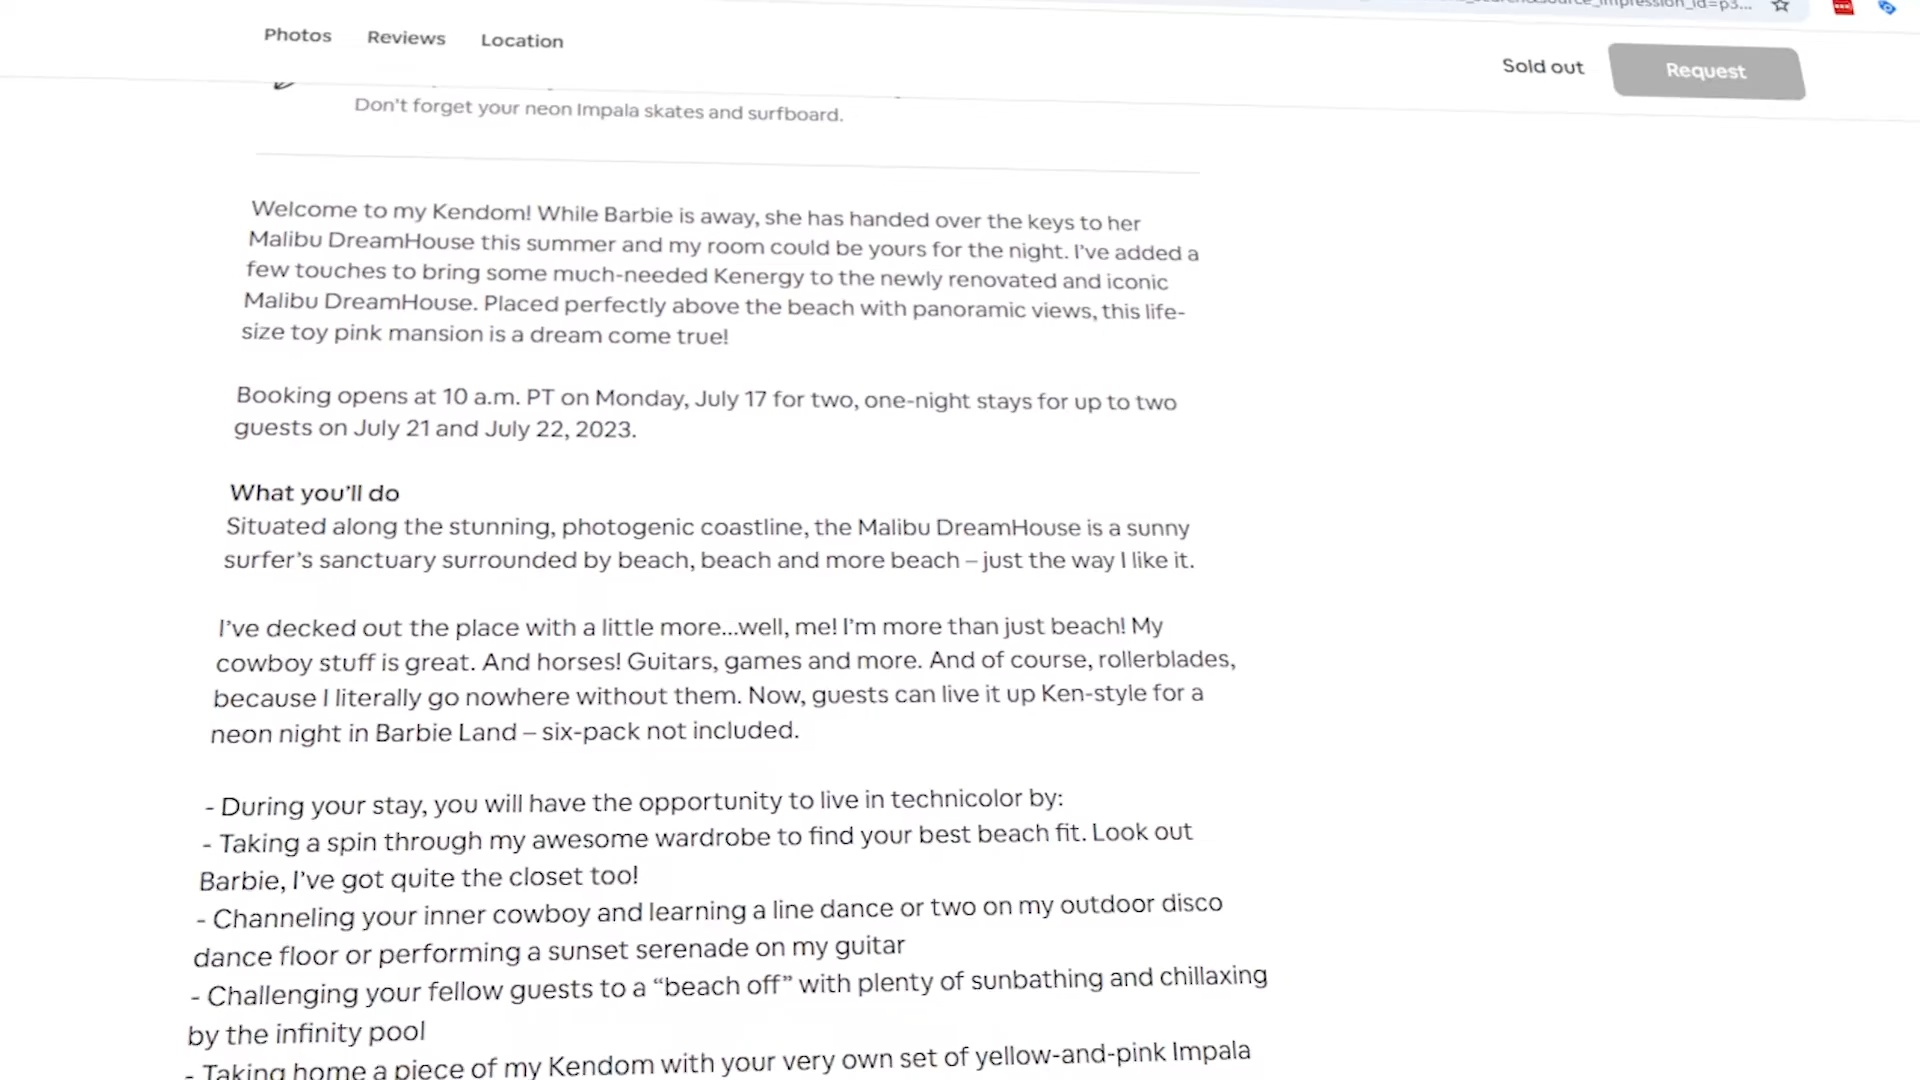 Photos Reviews Location
Sold out
Request
Don't forget your neon Impala skates and surfboard.
Welcome to my Kendom! While Barbie is away, she has handed over the keys to her
Malibu DreamHouse this summer and my room could be yours for the night. I've added a
few touches to bring some much-needed Kenergy to the newly renovated and iconic
Malibu DreamHouse. Placed perfectly above the beach with panoramic views, this life-
size toy pink mansion is a dream come true!
Booking opens at 10 a.m. PT on Monday, July 17 for two, one-night stays for up to two
guests on July 21 and July 22, 2023.
What you'll do
Situated along the stunning, photogenic coastline, the Malibu DreamHouse is a sunny
surfer's sanctuary surrounded by beach, beach and more beach – just the way I like it.
I've decked out the place with a little more...well, me! I'm more than just beach! My
cowboy stuff is great. And horses! Guitars, games and more. And of course, rollerblades,
because I literally go nowhere without them. Now, guests can live it up Ken-style for a
neon night in Barbie Land – six-pack not included.
- During your stay, you will have the opportunity to live in technicolor by:
- Taking a spin through my awesome wardrobe to find your best beach fit. Look out
Barbie, I've got quite the closet too!
- Channeling your inner cowboy and learning a line dance or two on my outdoor disco
dance floor or performing a sunset serenade on my guitar
- Challenging your fellow guests to a “beach off” with plenty of sunbathing and chillaxing
by the infinity pool
- Taking home a piece of my Kendom with your very own set of yellow-and-pink Impala